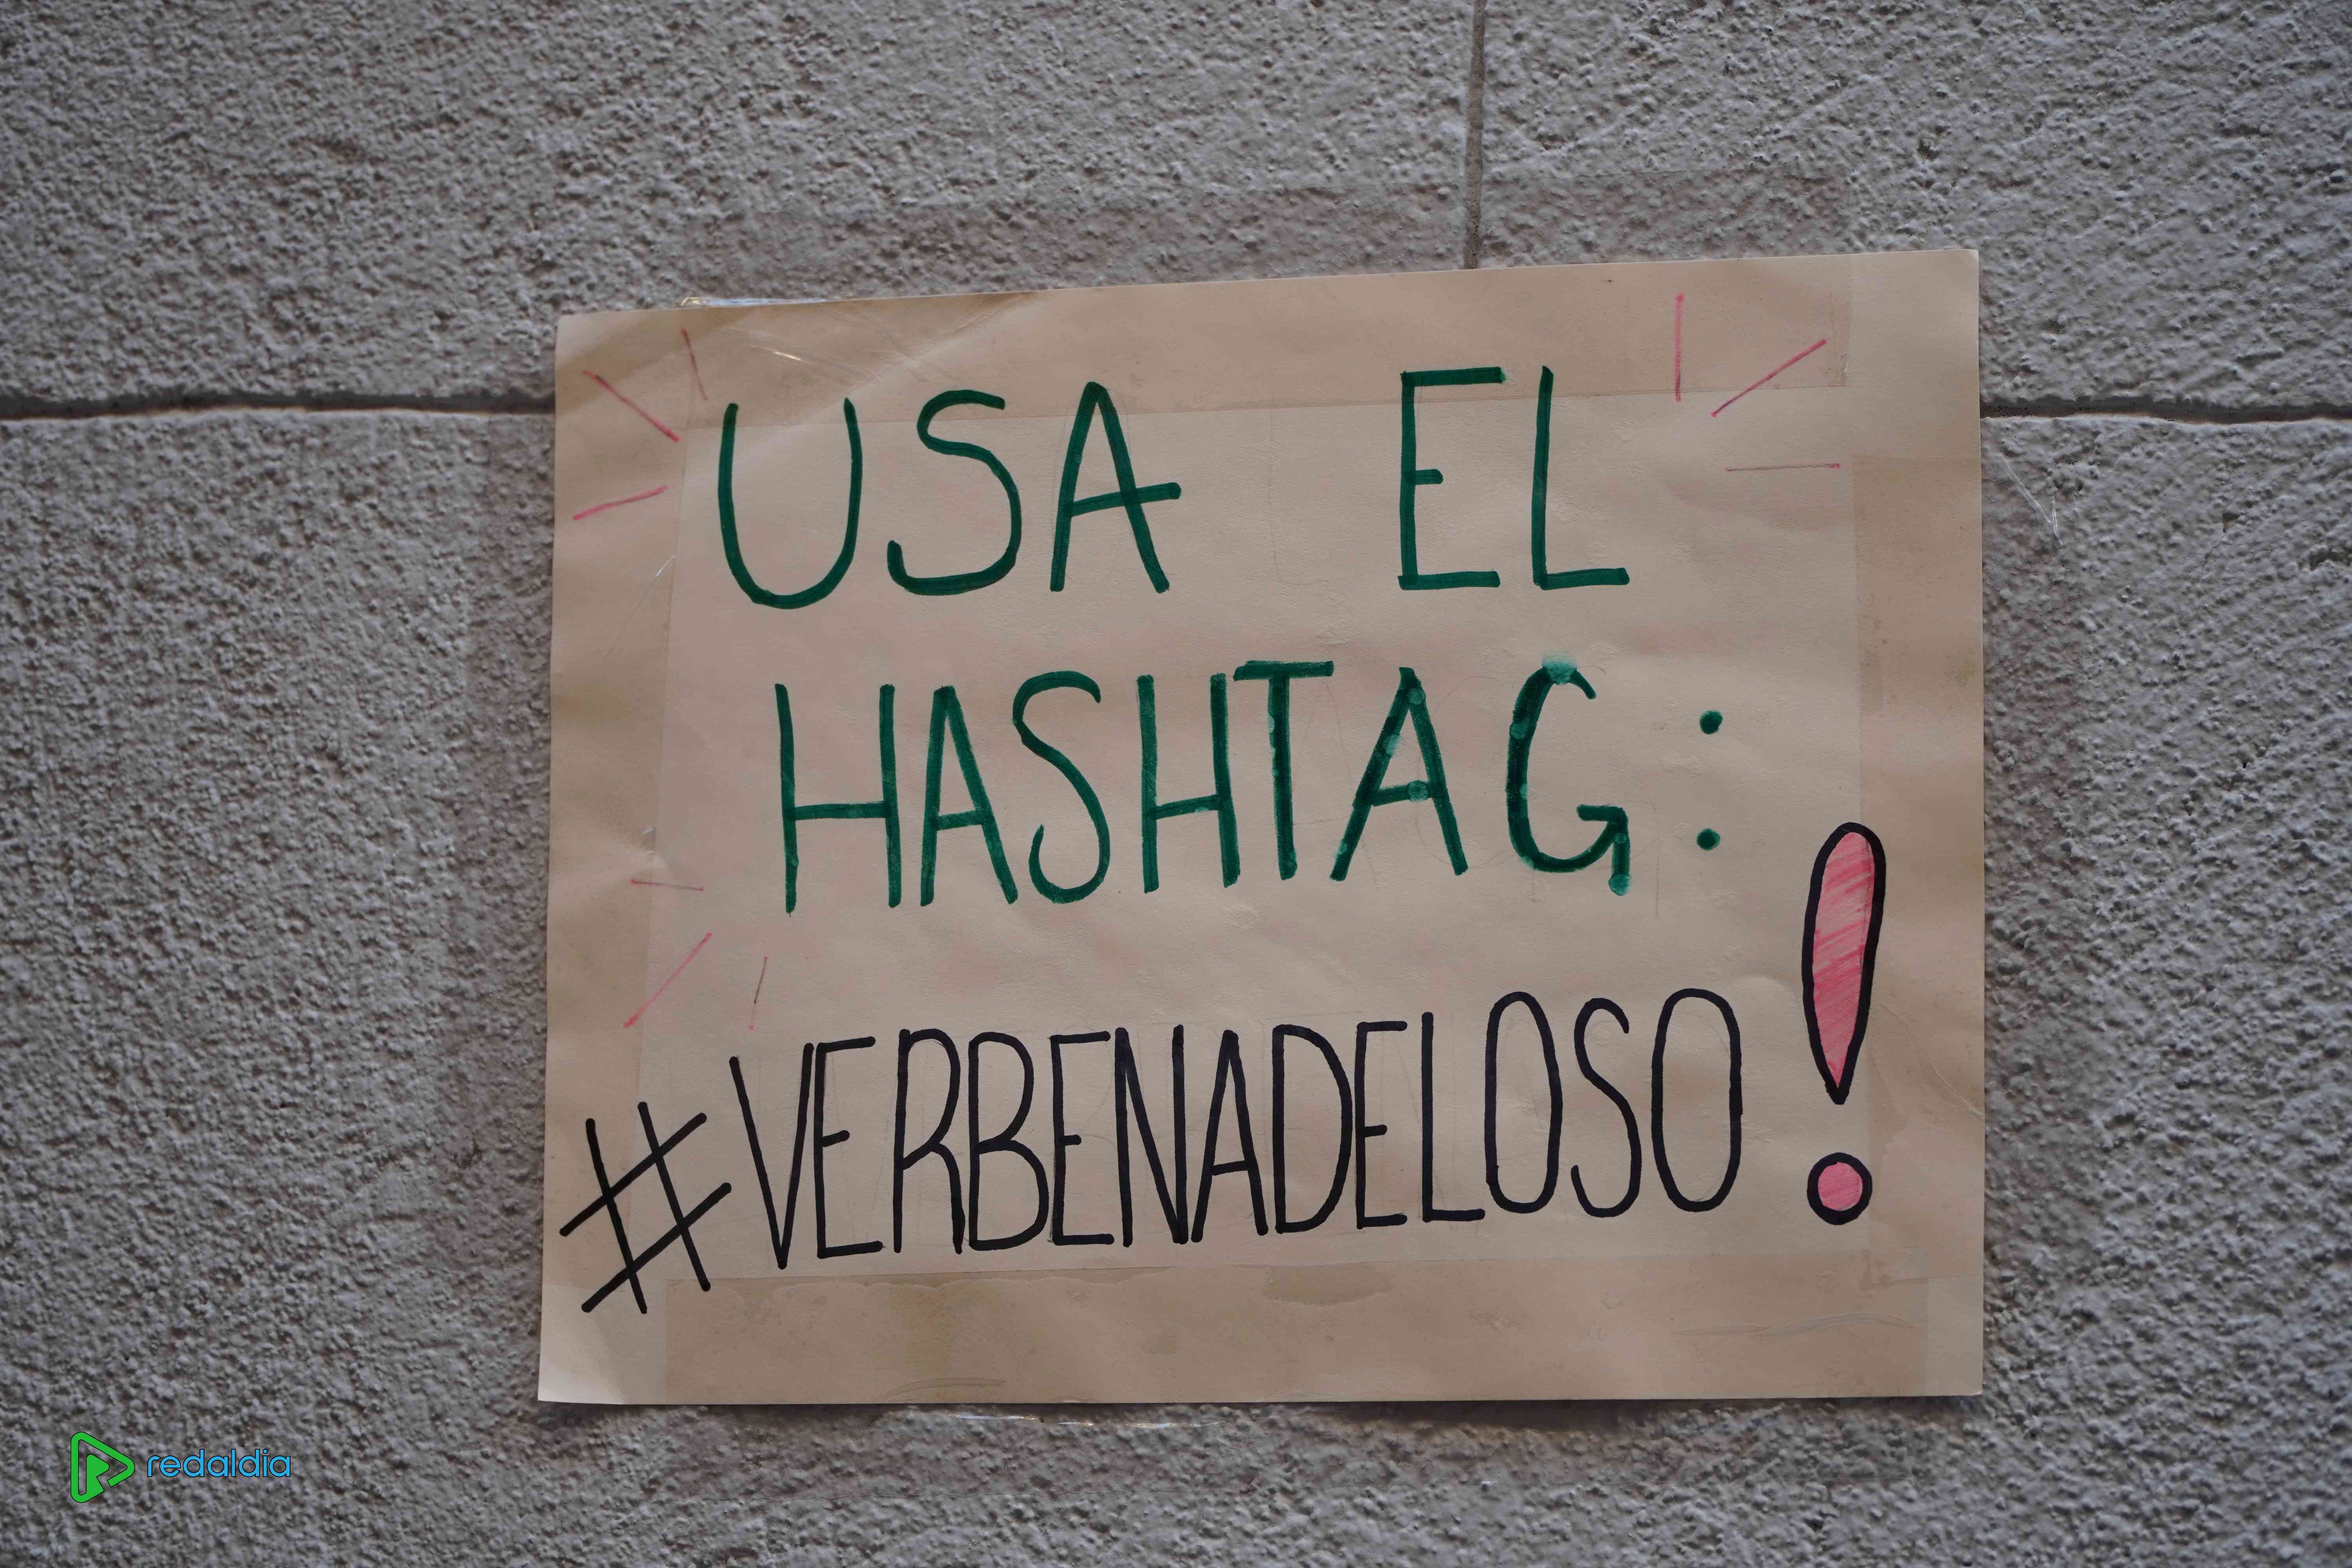 USA EL
HASHTAG:
#VERBENADELOSO!
redaldia